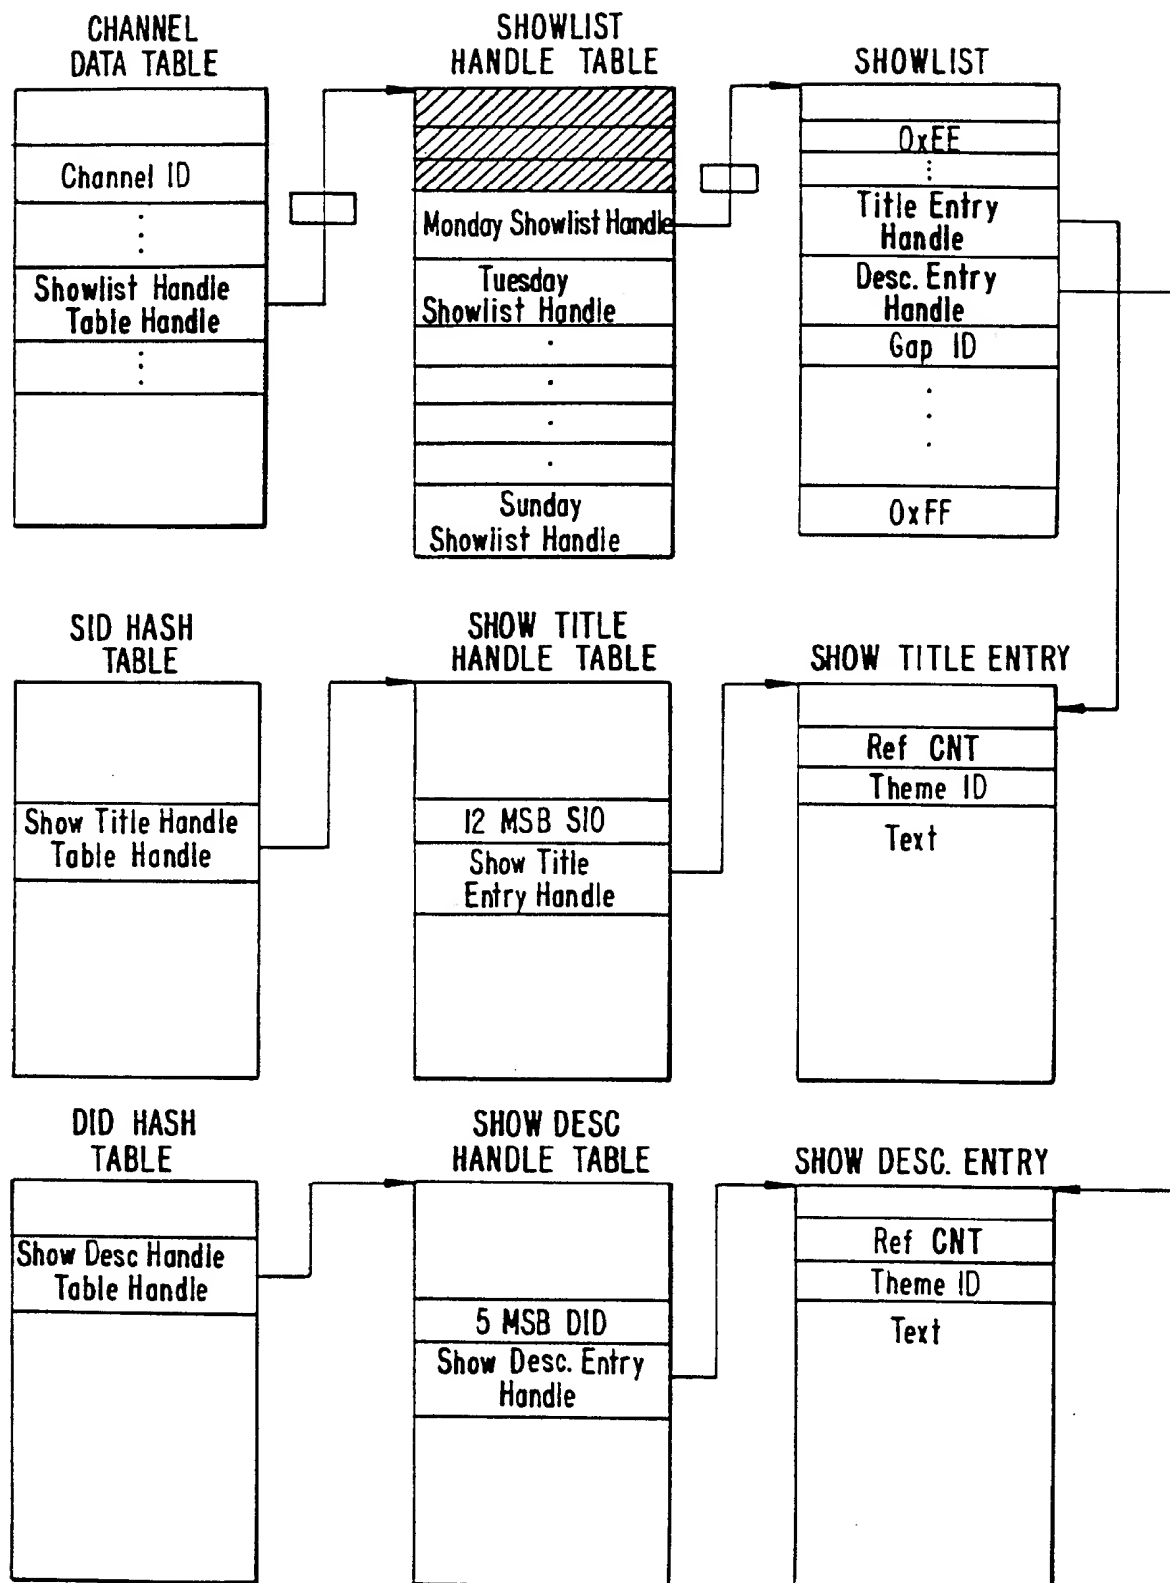 CHANNEL
DATA TABLE
Channel ID
Showlist Handle
Table Handle
SHOWLIST
HANDLE TABLE
Monday Showlist Handle
Tuesday
Showlist Handle
Sunday
Showlist Handle
SHOWLIST
0xEE
Title Entry
Handle
Desc. Entry
Handle
Gap ID
0xFF
SID HASH
TABLE
Show Title Handle
Table Handle
SHOW TITLE
HANDLE TABLE
12 MSB SIO
Show Title
Entry Handle
SHOW TITLE ENTRY
Ref CNT
Theme ID
Text
DID HASH
TABLE
Show Desc Handle
Table Handle
SHOW DESC
HANDLE TABLE
5 MSB DID
Show Desc. Entry
Handle
SHOW DESC. ENTRY
Ref CNT
Theme ID
Text